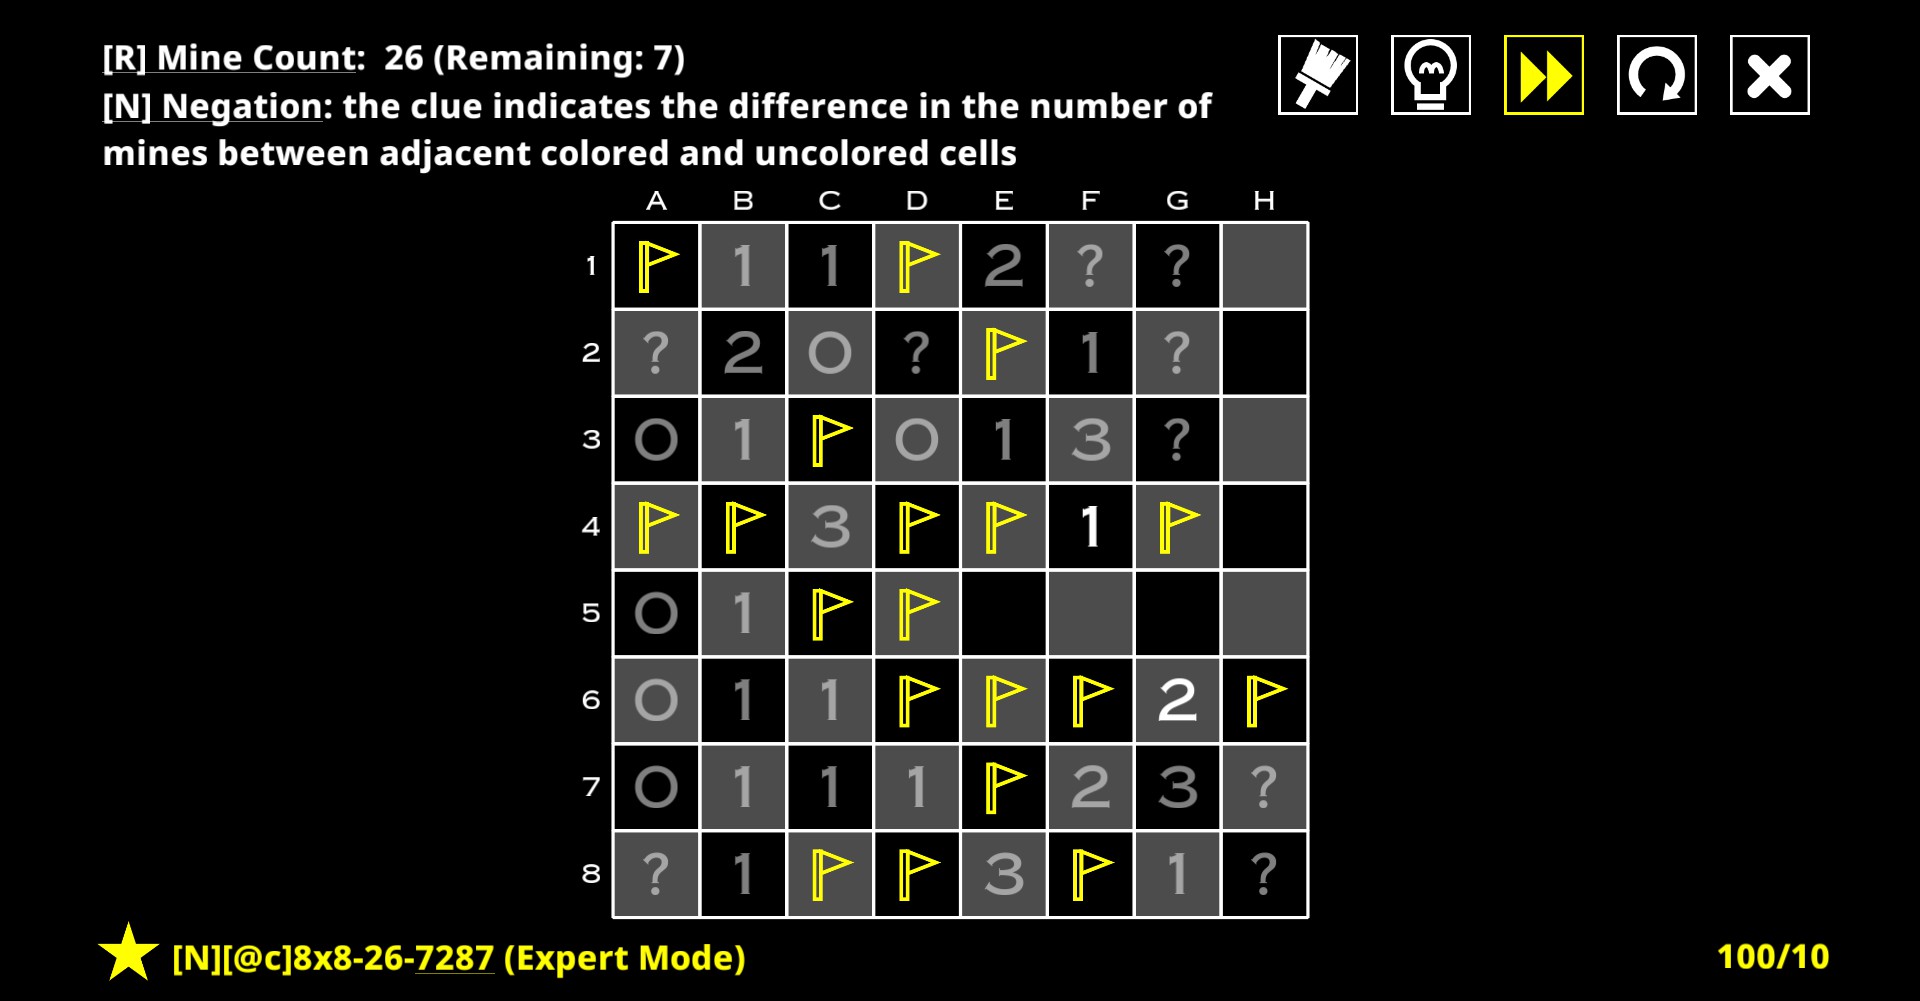 [R] Mine Count: 26 (Remaining: 7)
[N] Negation: the clue indicates the difference in the number of
mines between adjacent colored and uncolored cells
A B C D E F G H
1 1 1 2 ? ?
2 ? 2 0 ? 1 ?
3 0 1 0 1 3 ?
4 3 1
5 0 1
6 0 1 1 2
7 0 1 1 1 2 3 ?
8 ? 1 3 1 ?
[N][@c]8x8-26-7287 (Expert Mode)
100/10